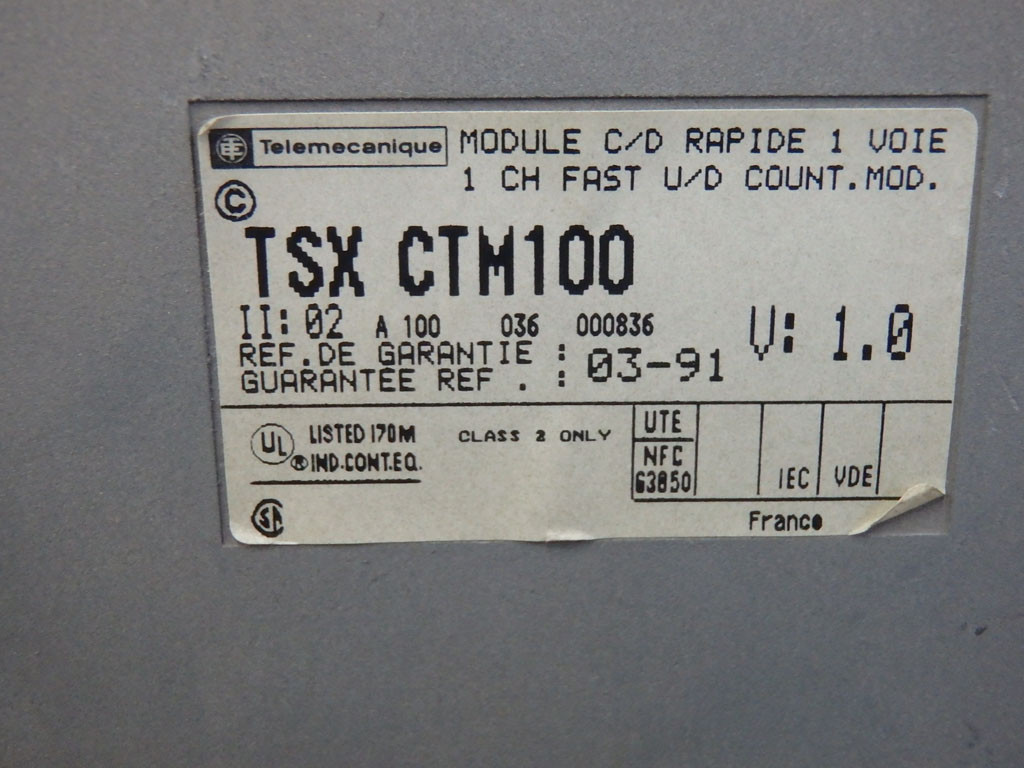 Telemecanique MODULE C/D RAPIDE 1 VOIE
1 CH FAST U/D COUNT.MOD.
©
TSX CTM100
II: 02 A 100 036 000836 V: 1.0
REF.DE GARANTIE : 03-91
GUARANTEE REF . :
UL LISTED 170M CLASS 2 ONLY UTE
® IND.CONT.EQ. NFC
63850 IEC VDE
SA France